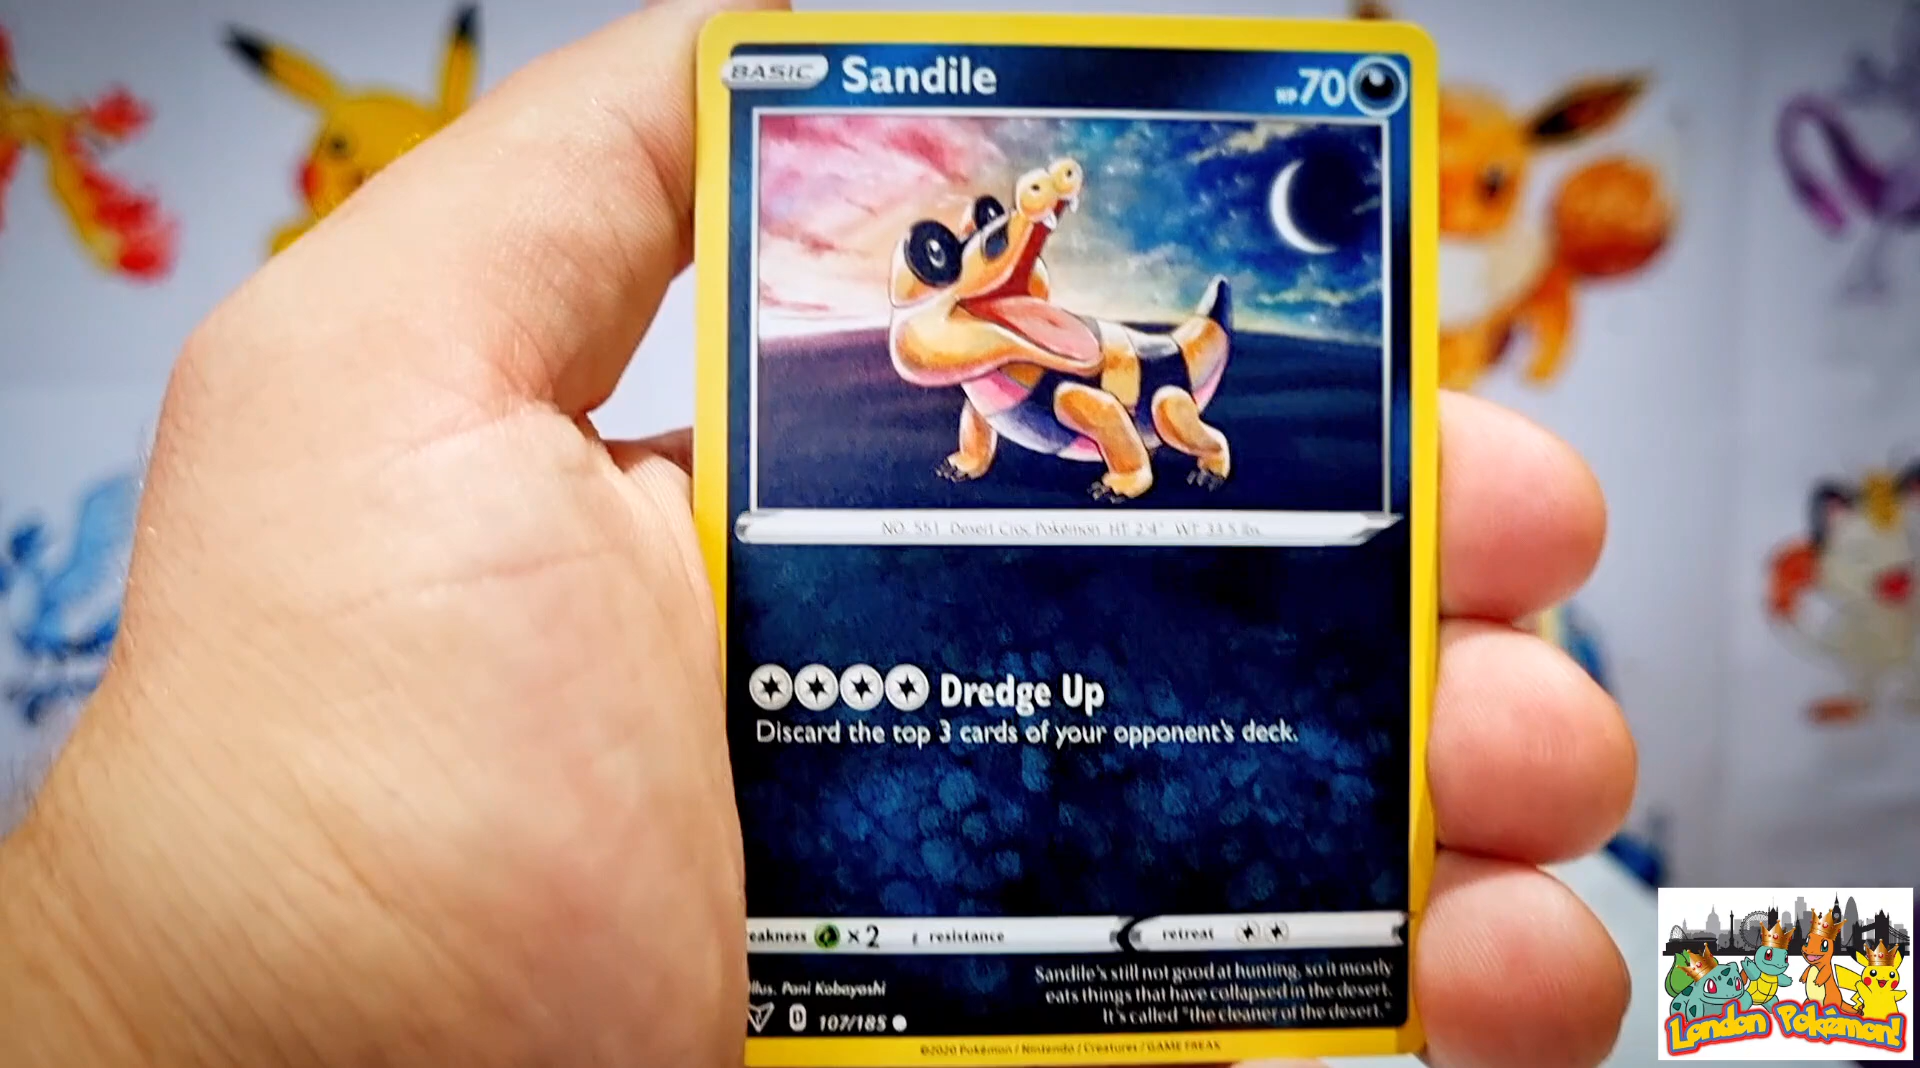 BASIC Sandile HP 70
NO. 551 Desert Croc Pokémon HT: 2'4" WT: 33.5 lbs.
Dredge Up
Discard the top 3 cards of your opponent's deck.
eakness ×2 resistance retreat
Sandile's still not good at hunting, so it mostly
eats things that have collapsed in the desert.
It's called "the cleaner of the desert."
illus. Pani Kobayashi
D 107/185
©2020 Pokémon / Nintendo / Creatures / GAME FREAK
London Pokémon!